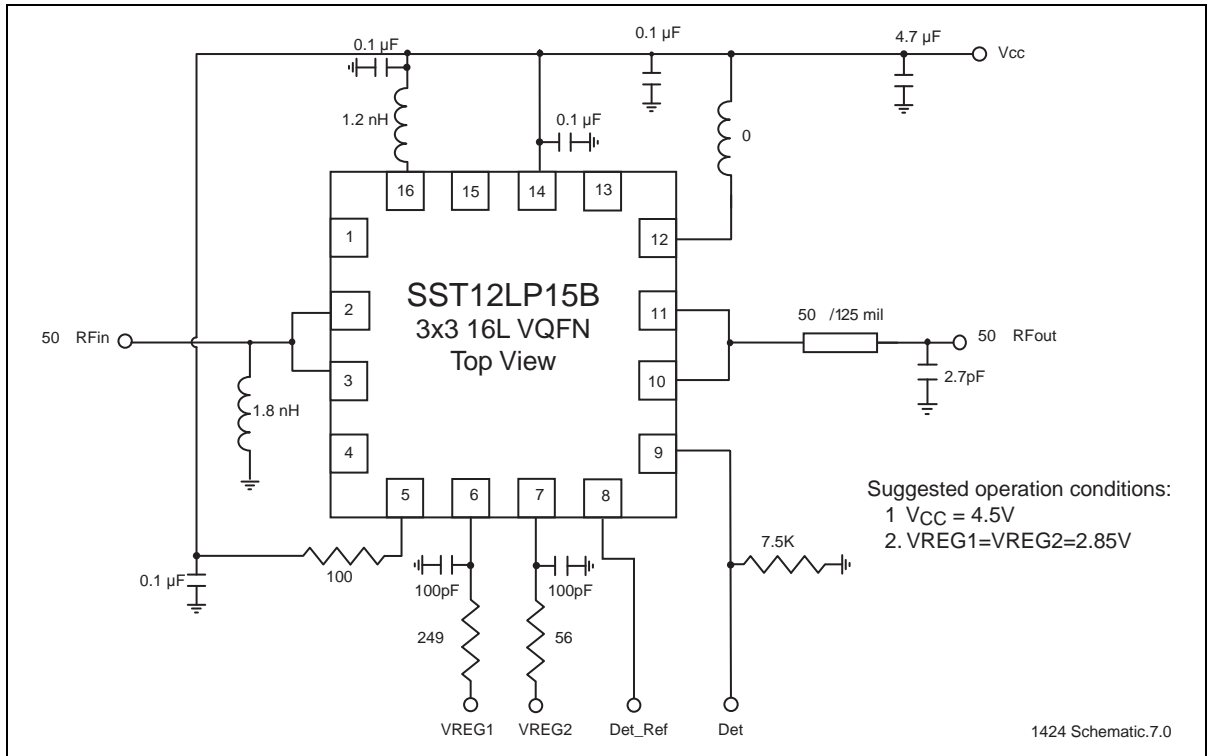 0.1 µF
0.1 µF
4.7 µF
Vcc
1.2 nH
0.1 µF
0
16
15
14
13
1
12
SST12LP15B
3x3 16L VQFN
Top View
2
11
50 /125 mil
50 RFin
50 RFout
3
10
2.7pF
1.8 nH
4
9
5
6
7
8
Suggested operation conditions:
1 VCC = 4.5V
2. VREG1=VREG2=2.85V
7.5K
0.1 µF
100
100pF
100pF
249
56
VREG1
VREG2
Det_Ref
Det
1424 Schematic.7.0